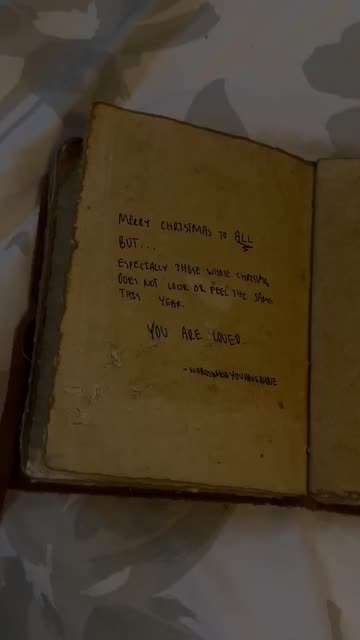 MERRY CHRISTMAS TO ALL
BUT...
ESPECIALLY THOSE WHOSE CHRISTMAS
DOES NOT LOOK OR FEEL THE SAME
THIS YEAR.
YOU ARE LOVED.
-WORDSWHENYOUHAVENONE